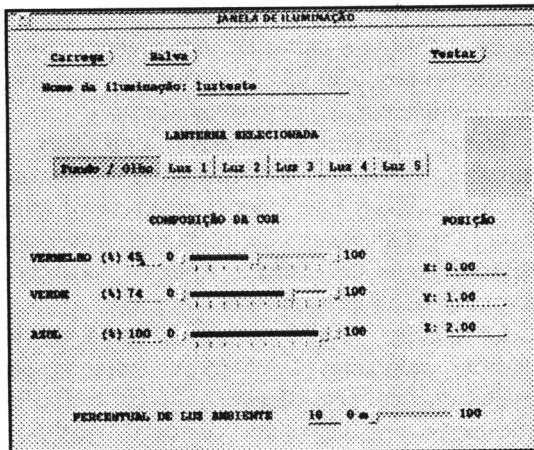 JANELA DE ILUMINAÇÃO
Carrega Salva Testar
Nome da iluminação: luzteste
LANTERNA SELECIONADA
Fundo / Olho Luz 1 Luz 2 Luz 3 Luz 4 Luz 5
COMPOSIÇÃO DA COR POSIÇÃO
VERMELHO (%) 45 0 100 X: 0.00
VERDE (%) 74 0 100 Y: 1.00
AZUL (%) 100 0 100 Z: 2.00
PERCENTUAL DE LUZ AMBIENTE 10 0 100